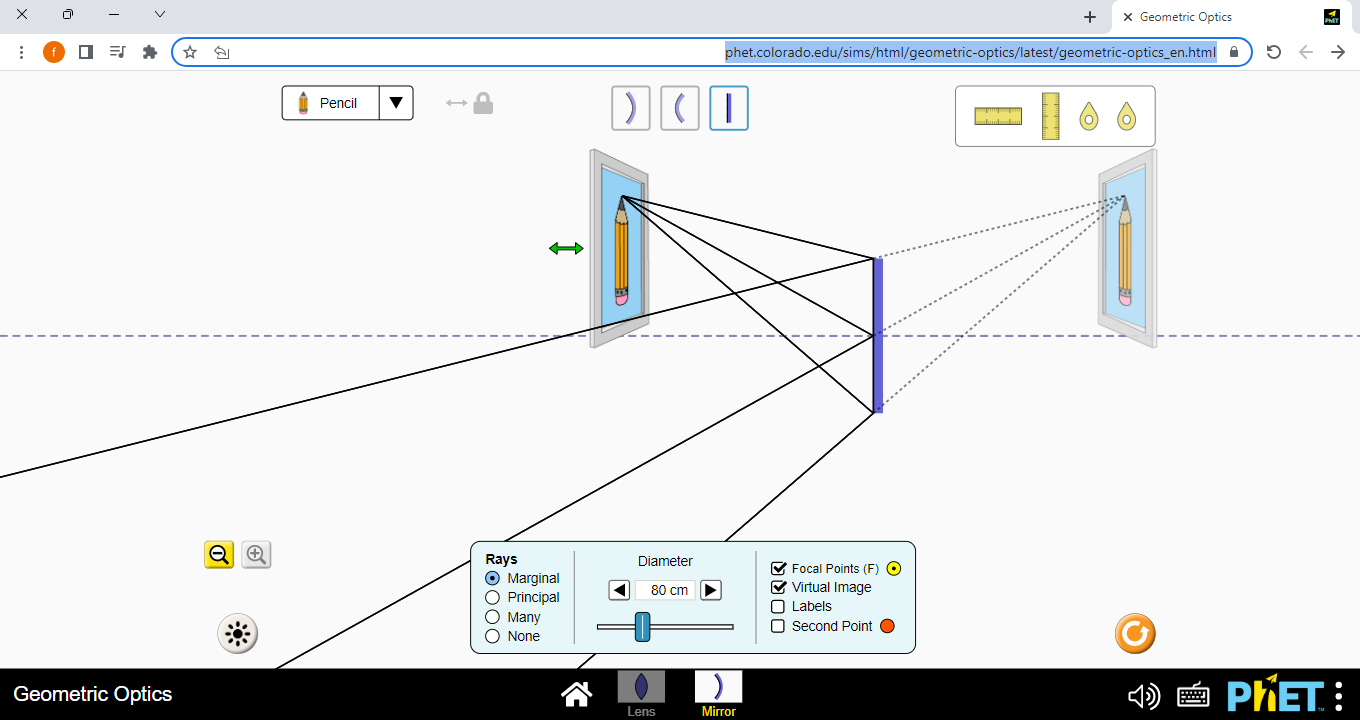 Geometric Optics
f
phet.colorado.edu/sims/html/geometric-optics/latest/geometric-optics_en.html
Pencil
Rays
Marginal
Principal
Many
None
Diameter
80 cm
Focal Points (F)
Virtual Image
Labels
Second Point
Geometric Optics
Lens
Mirror
PhET